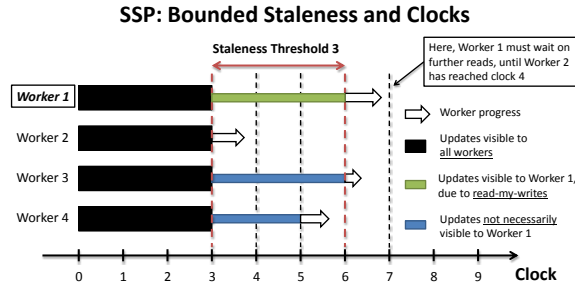 SSP: Bounded Staleness and Clocks
Staleness Threshold 3
Here, Worker 1 must wait on
further reads, until Worker 2
has reached clock 4
Worker 1
Worker 2
Worker 3
Worker 4
Worker progress
Updates visible to
all workers
Updates visible to Worker 1,
due to read-my-writes
Updates not necessarily
visible to Worker 1
0 1 2 3 4 5 6 7 8 9 Clock